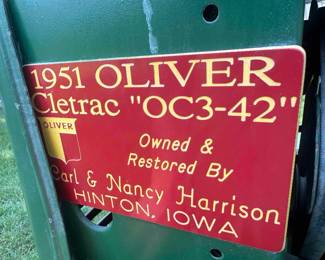 1951 OLIVER
Cletrac "OC3-42"
OLIVER
Owned &
Restored By
Carl & Nancy Harrison
HINTON, IOWA